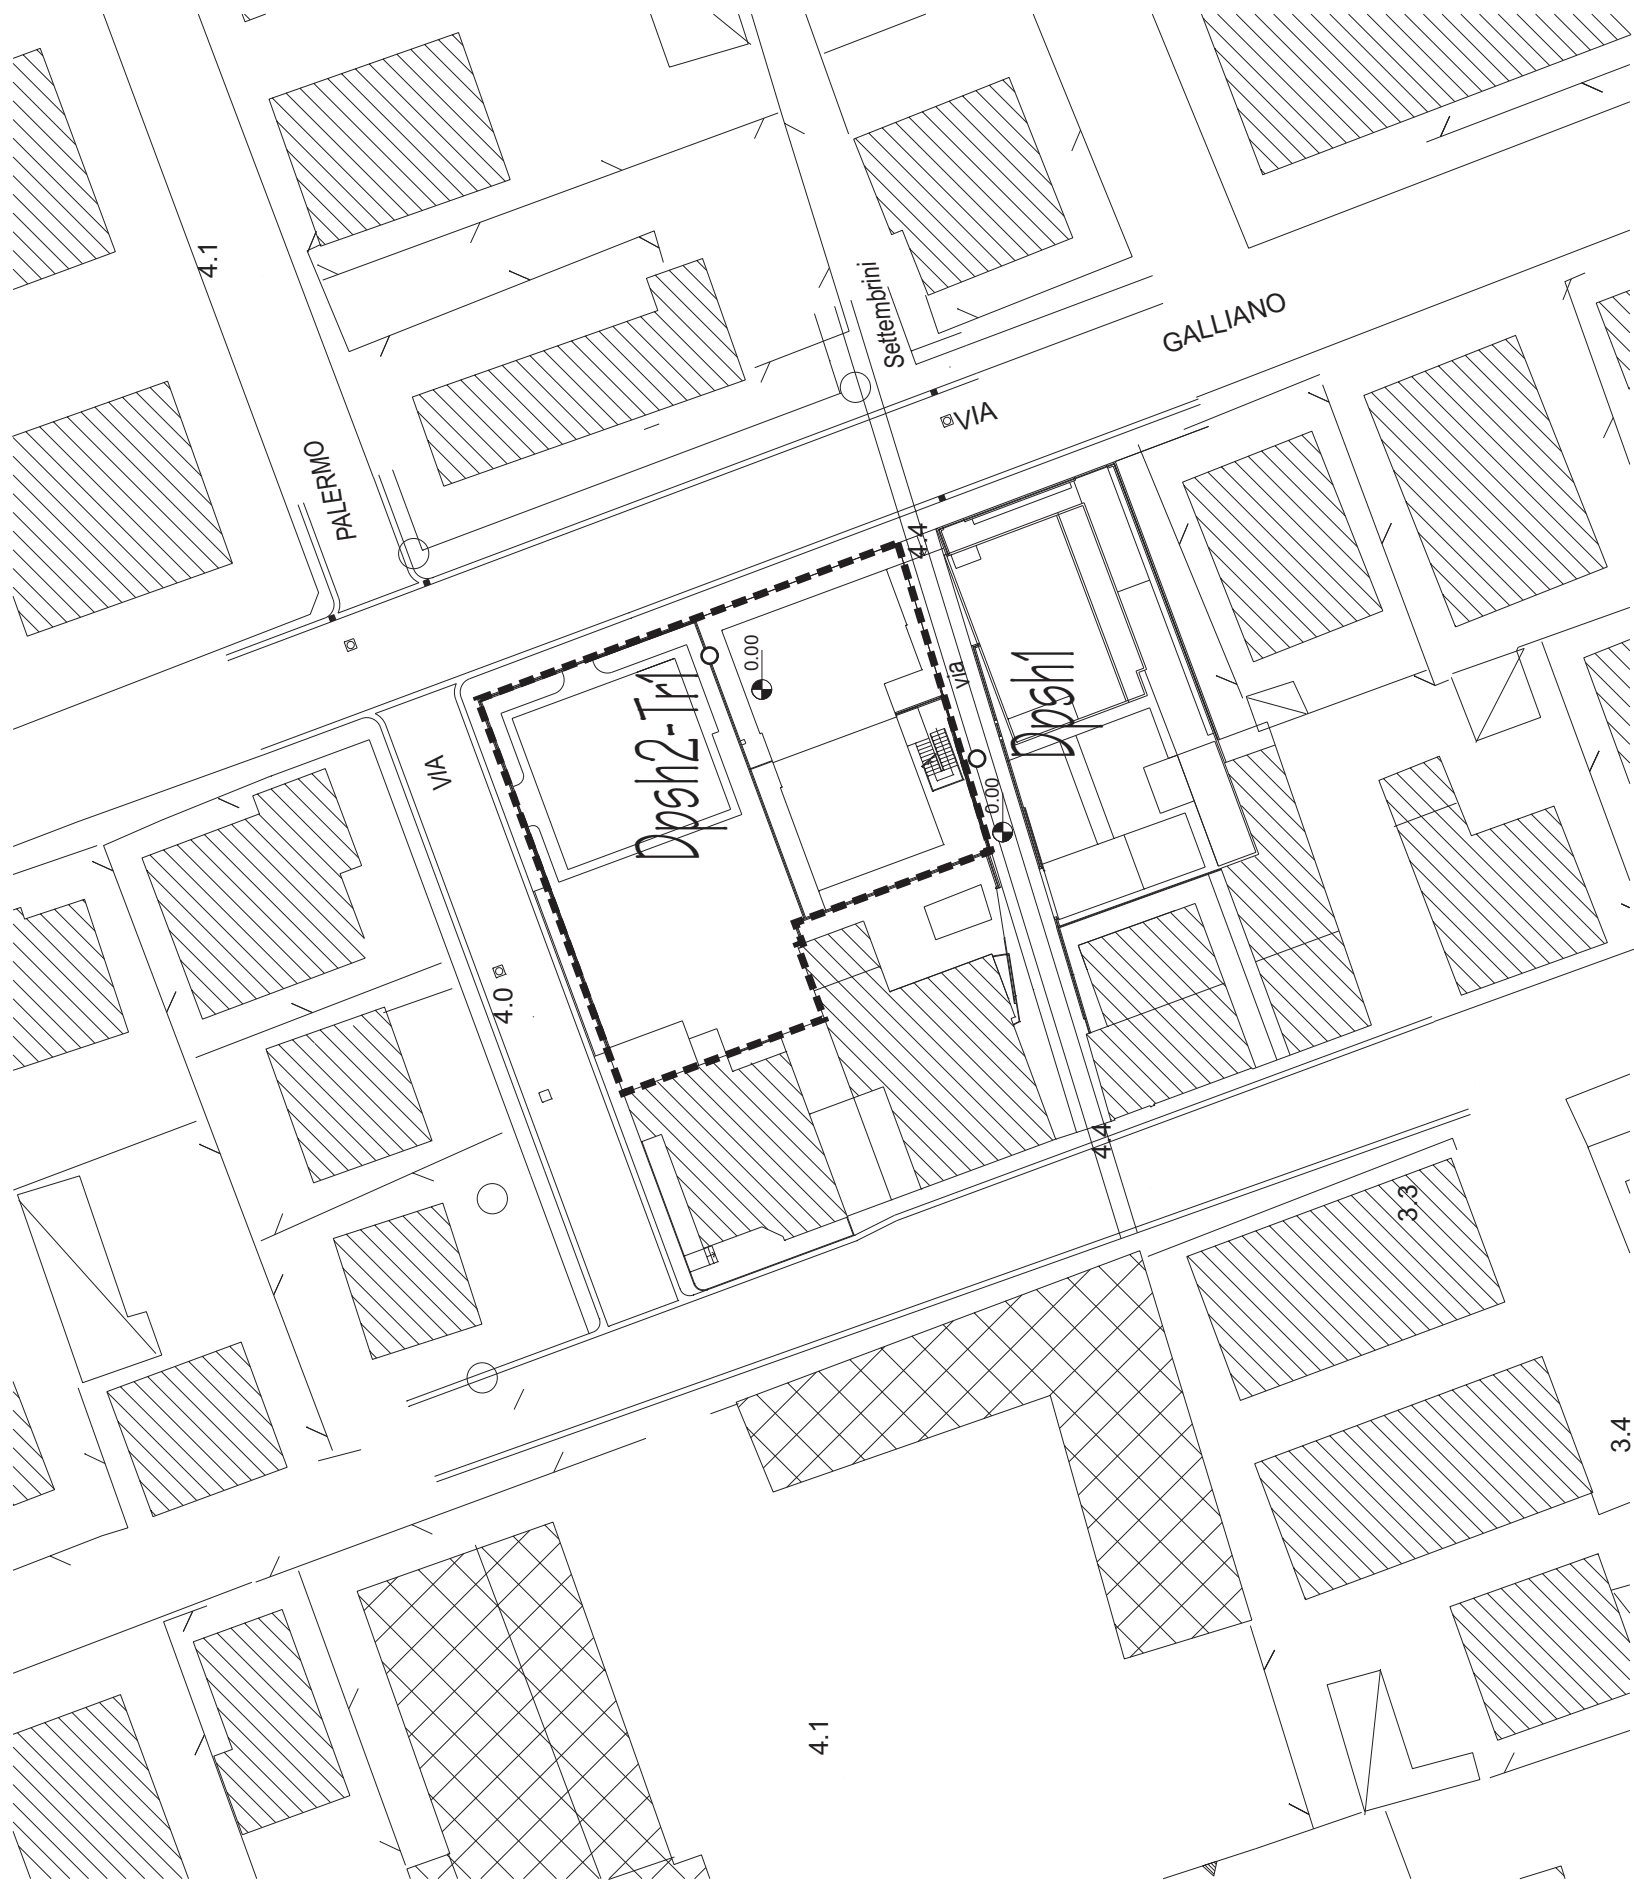 4.1
Settembrini
GALLIANO
VIA
PALERMO
4.4
0.00
via
Dpsh1
Dpsh2-Tr1
VIA
0.00
4.0
4.4
3.3
3.4
4.1